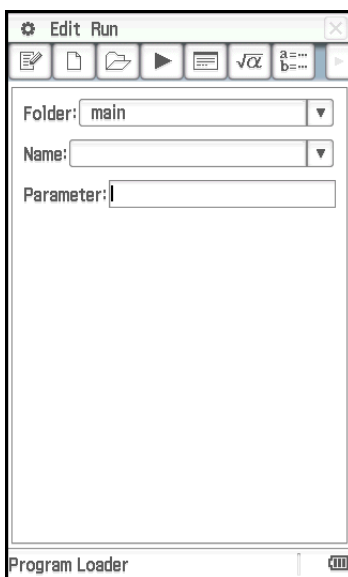 Edit Run
√α a=... b=...
Folder: main
Name:
Parameter:
Program Loader